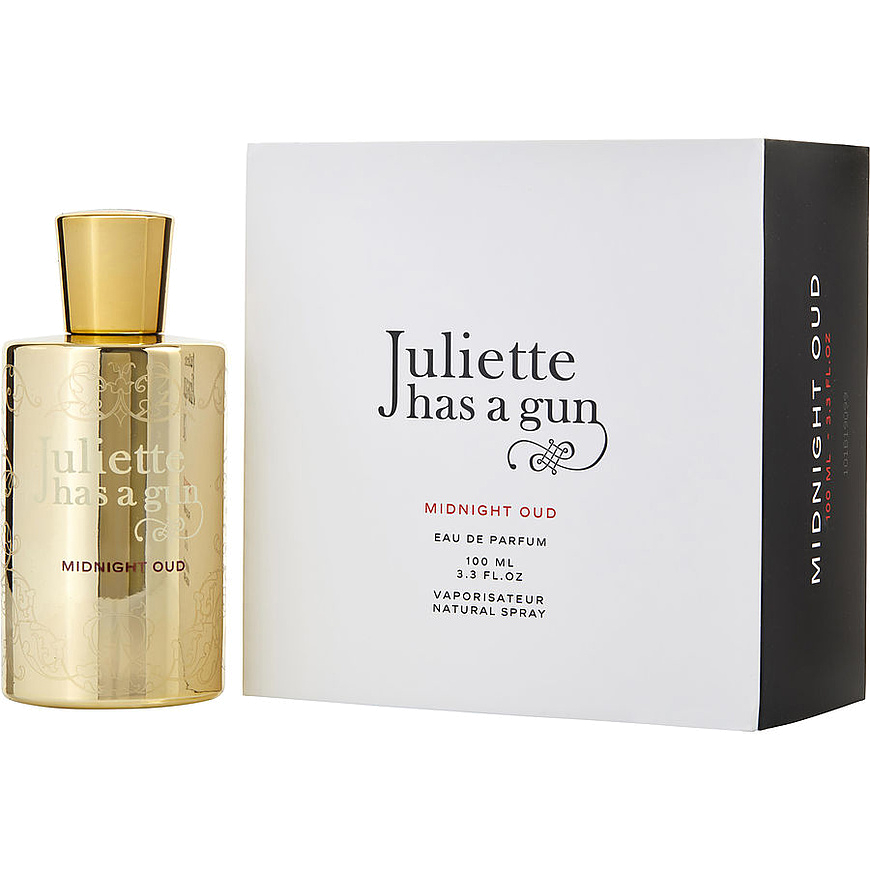 Juliette
has a gun
MIDNIGHT OUD
Juliette
has a gun
MIDNIGHT OUD
EAU DE PARFUM
100 ML
3.3 FL.OZ
VAPORISATEUR
NATURAL SPRAY
MIDNIGHT OUD
100 ML - 3.3 FL.OZ